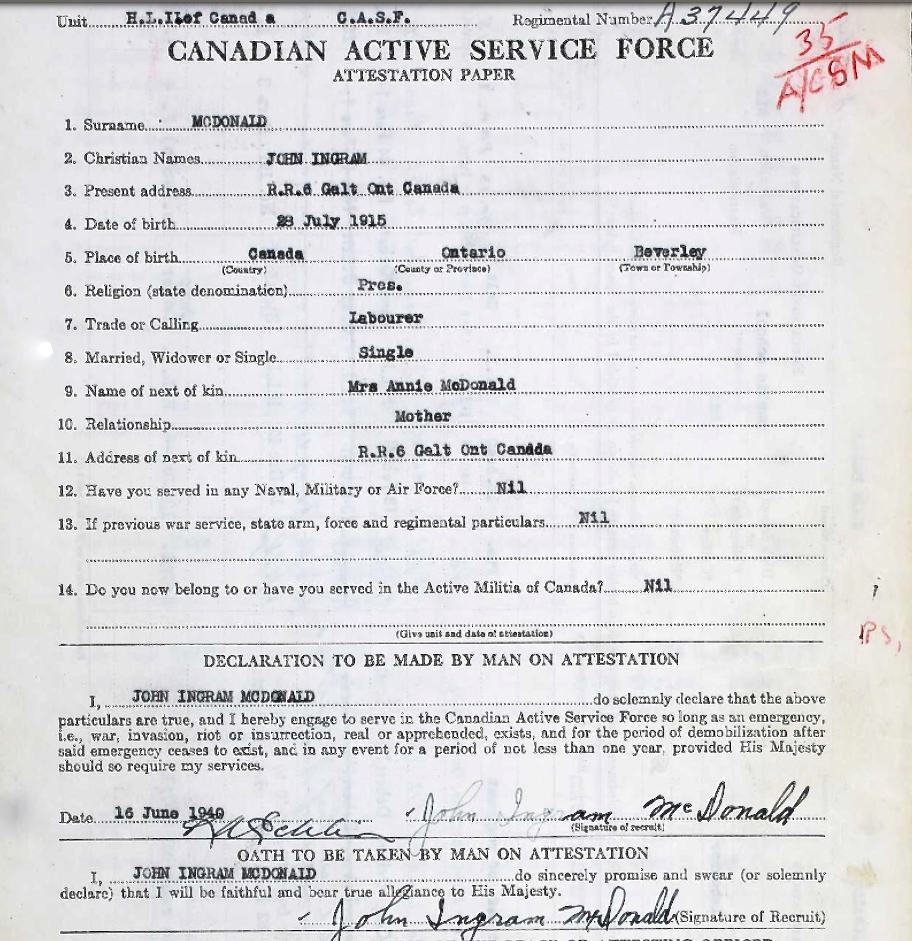 Unit H.L.I.of Canad a C.A.S.F. Regimental Number A 37449
35
A/CSM
CANADIAN ACTIVE SERVICE FORCE
ATTESTATION PAPER
1. Surname MCDONALD
2. Christian Names JOHN INGRAM
3. Present address R.R.6 Galt Ont Canada
4. Date of birth 28 July 1915
5. Place of birth Canada Ontario Beverley
(Country) (County or Province) (Town or Township)
6. Religion (state denomination) Pres.
7. Trade or Calling Labourer
8. Married, Widower or Single Single
9. Name of next of kin Mrs Annie McDonald
10. Relationship Mother
11. Address of next of kin R.R.6 Galt Ont Canada
12. Have you served in any Naval, Military or Air Force? Nil
13. If previous war service, state arm, force and regimental particulars Nil
14. Do you now belong to or have you served in the Active Militia of Canada? Nil
(Give unit and date of attestation)
PS,
DECLARATION TO BE MADE BY MAN ON ATTESTATION
I, JOHN INGRAM MCDONALD do solemnly declare that the above
particulars are true, and I hereby engage to serve in the Canadian Active Service Force so long as an emergency,
i.e., war, invasion, riot or insurrection, real or apprehended, exists, and for the period of demobilization after
said emergency ceases to exist, and in any event for a period of not less than one year, provided His Majesty
should so require my services.
Date 16 June 1940 John Ingram McDonald
(Signature of recruit)
OATH TO BE TAKEN BY MAN ON ATTESTATION
I, JOHN INGRAM MCDONALD do sincerely promise and swear (or solemnly
declare) that I will be faithful and bear true allegiance to His Majesty.
John Ingram McDonald (Signature of Recruit)